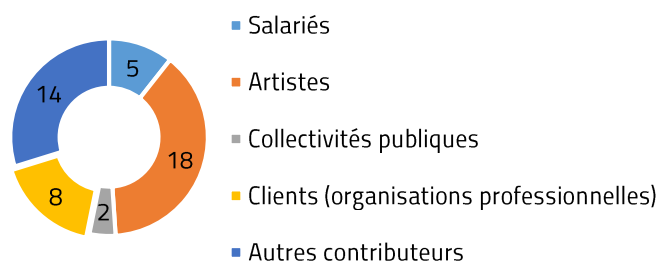 5
18
2
8
14
Salariés
Artistes
Collectivités publiques
Clients (organisations professionnelles)
Autres contributeurs